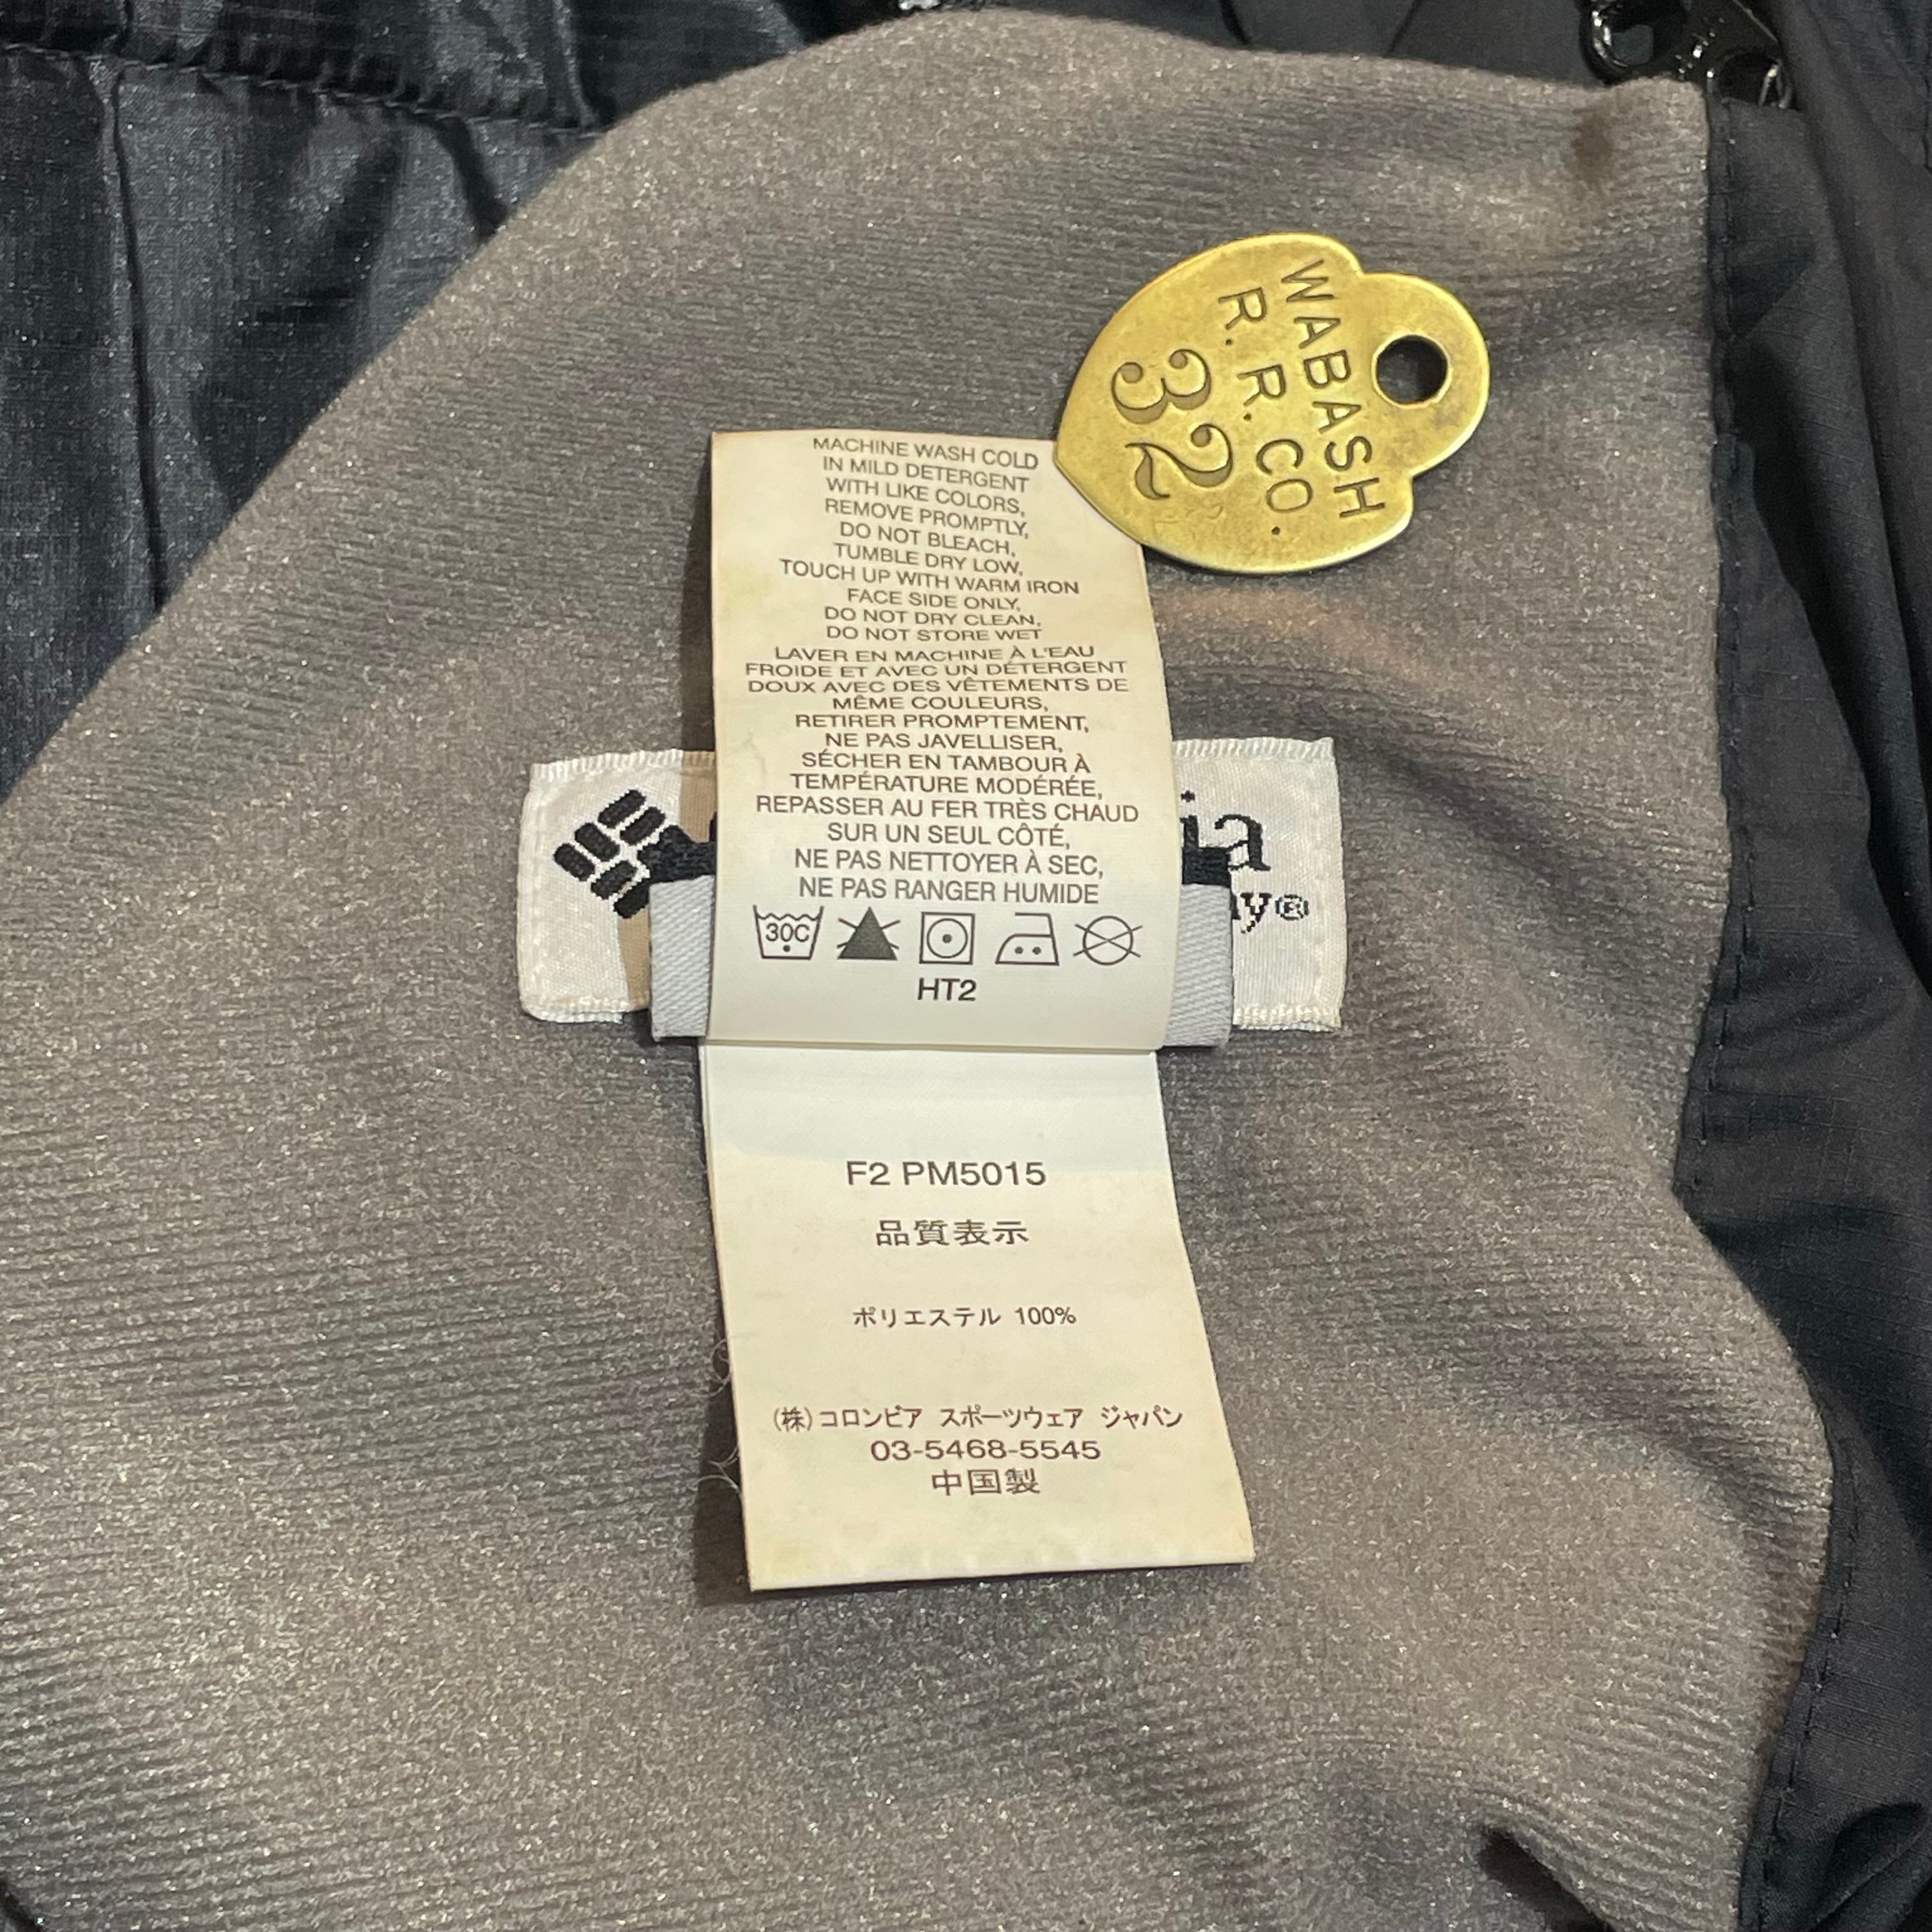 WABASH
R. R. CO.
32
MACHINE WASH COLD
IN MILD DETERGENT
WITH LIKE COLORS,
REMOVE PROMPTLY,
DO NOT BLEACH,
TUMBLE DRY LOW,
TOUCH UP WITH WARM IRON
FACE SIDE ONLY,
DO NOT DRY CLEAN,
DO NOT STORE WET
LAVER EN MACHINE À L'EAU
FROIDE ET AVEC UN DÉTERGENT
DOUX AVEC DES VÊTEMENTS DE
MÊME COULEURS,
RETIRER PROMPTEMENT,
NE PAS JAVELLISER,
SÉCHER EN TAMBOUR À
TEMPÉRATURE MODÉRÉE,
REPASSER AU FER TRÈS CHAUD
SUR UN SEUL CÔTÉ,
NE PAS NETTOYER À SEC,
NE PAS RANGER HUMIDE
30C
HT2
F2 PM5015
品質表示
ポリエステル 100%
(株)コロンビア スポーツウェア ジャパン
03-5468-5545
中国製